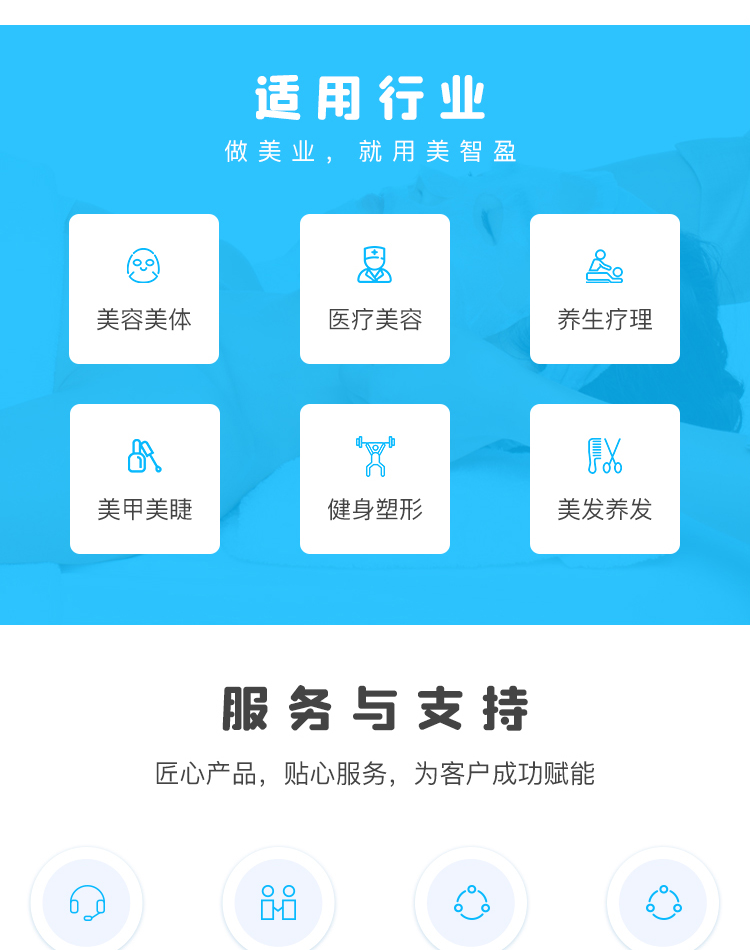 适用行业
做美业，就用美智盈
美容美体
医疗美容
养生疗理
美甲美睫
健身塑形
美发养发
服务与支持
匠心产品，贴心服务，为客户成功赋能